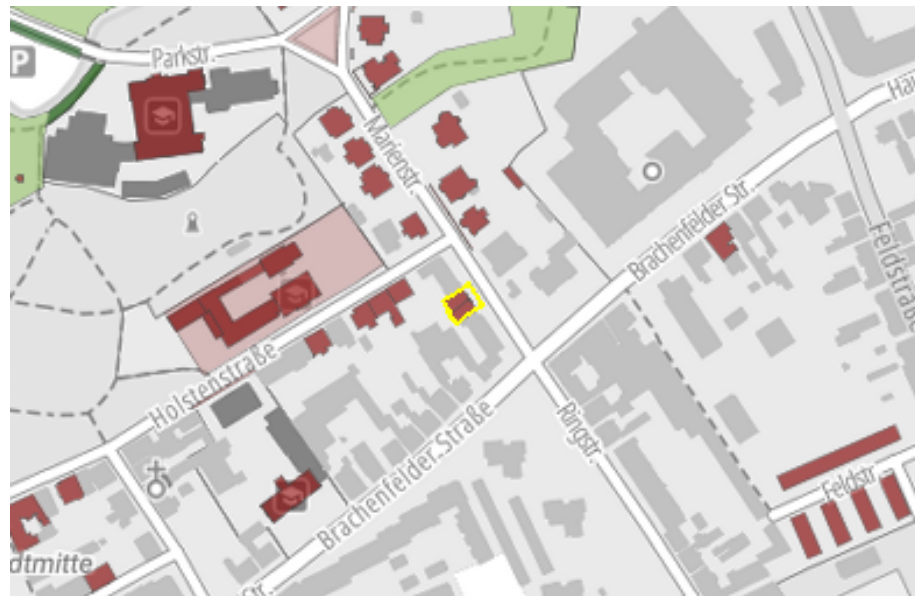 Parkstr.
P
Marienstr.
Brachenfelder Str.
Feldstraße
Holstenstraße
Brachenfelder Straße
Ringstr.
Feldstr.
dtmitte
Str.